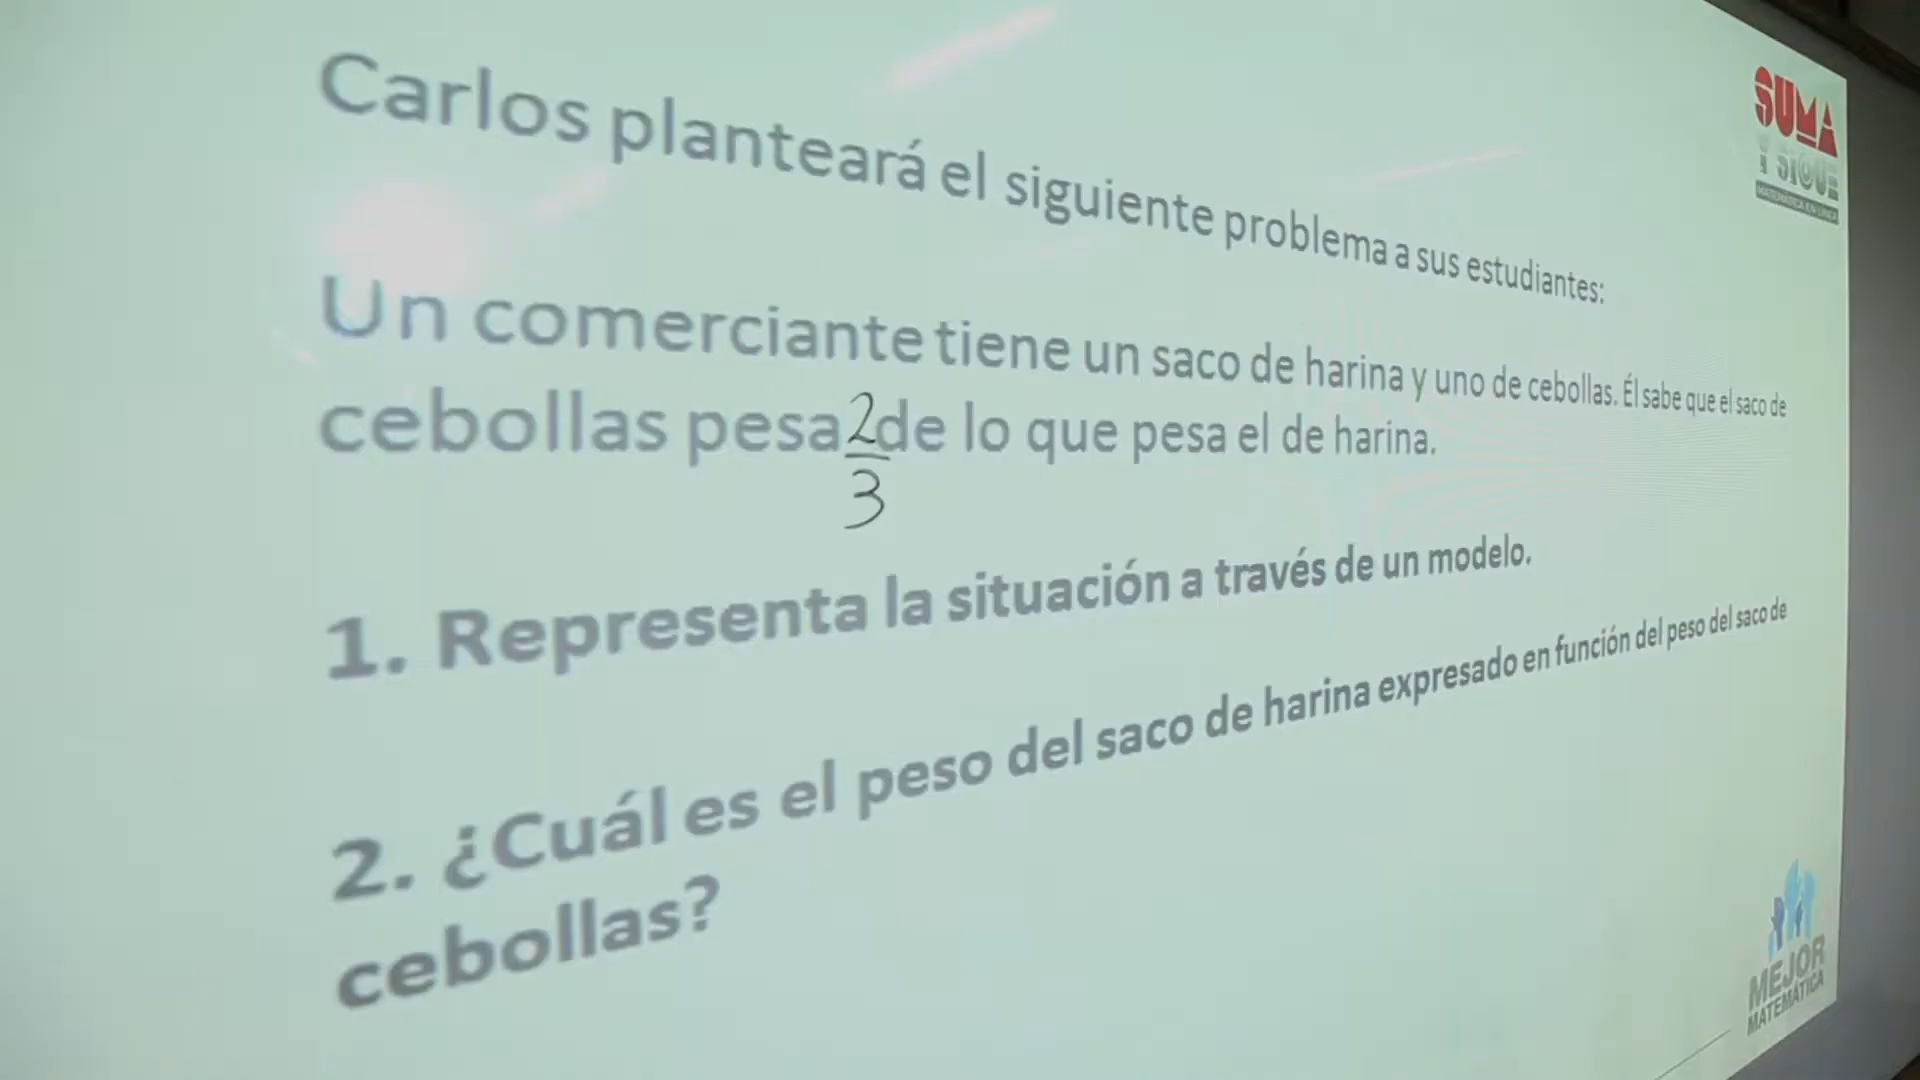 Carlos planteará el siguiente problema a sus estudiantes:
Un comerciante tiene un saco de harina y uno de cebollas. Él sabe que el saco de
cebollas pesa 2/3 de lo que pesa el de harina.
1. Representa la situación a través de un modelo.
2. ¿Cuál es el peso del saco de harina expresado en función del peso del saco de
cebollas?
SUMA
Y SIGUE
MATEMÁTICA EN LÍNEA
MEJOR
MATEMÁTICA